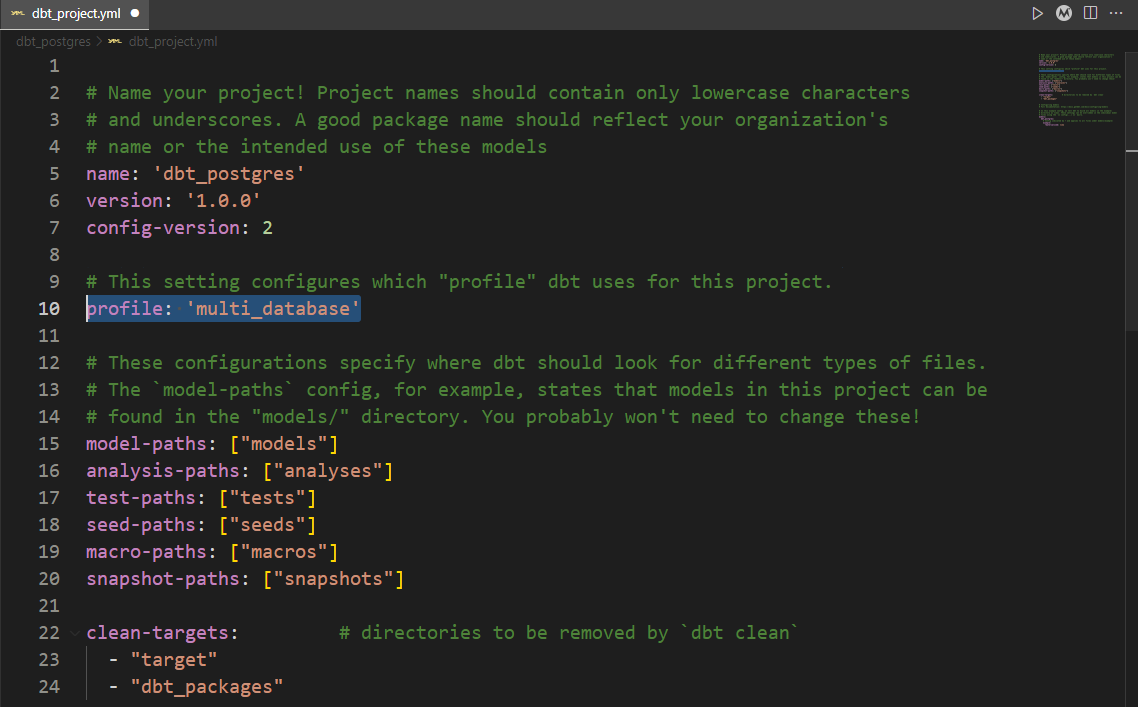 dbt_project.yml
dbt_postgres > dbt_project.yml
1
2 # Name your project! Project names should contain only lowercase characters
3 # and underscores. A good package name should reflect your organization's
4 # name or the intended use of these models
5 name: 'dbt_postgres'
6 version: '1.0.0'
7 config-version: 2
8
9 # This setting configures which "profile" dbt uses for this project.
10 profile: 'multi_database'
11
12 # These configurations specify where dbt should look for different types of files.
13 # The `model-paths` config, for example, states that models in this project can be
14 # found in the "models/" directory. You probably won't need to change these!
15 model-paths: ["models"]
16 analysis-paths: ["analyses"]
17 test-paths: ["tests"]
18 seed-paths: ["seeds"]
19 macro-paths: ["macros"]
20 snapshot-paths: ["snapshots"]
21
22 clean-targets:         # directories to be removed by `dbt clean`
23   - "target"
24   - "dbt_packages"